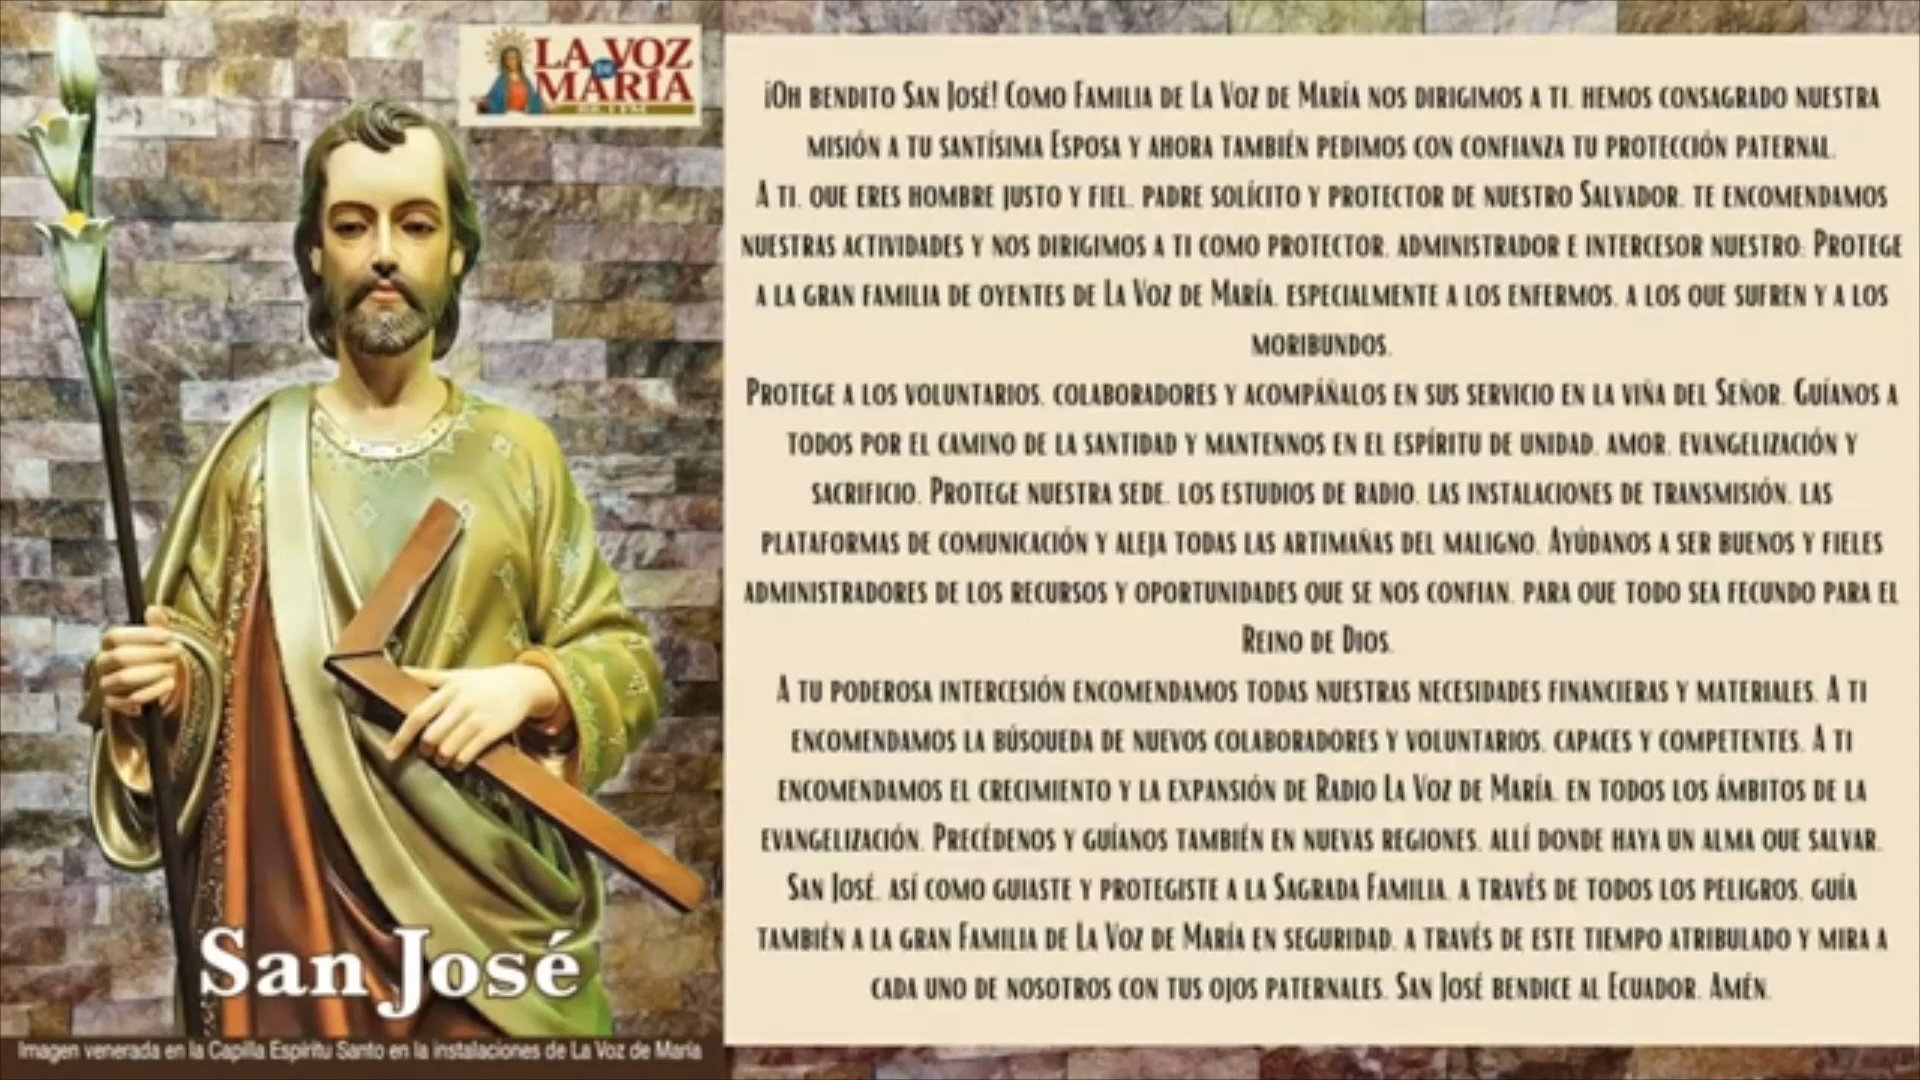 LA VOZ
DE
MARÍA
San José
Imagen venerada en la Capilla Espíritu Santo en la instalaciones de La Voz de María
¡Oh bendito San José! Como Familia de La Voz de María nos dirigimos a ti, hemos consagrado nuestra
misión a tu santísima Esposa y ahora también pedimos con confianza tu protección paternal.
A ti, que eres hombre justo y fiel, padre solícito y protector de nuestro Salvador, te encomendamos
nuestras actividades y nos dirigimos a ti como protector, administrador e intercesor nuestro: Protege
a la gran familia de oyentes de La Voz de María, especialmente a los enfermos, a los que sufren y a los
moribundos.
Protege a los voluntarios, colaboradores y acompáñalos en sus servicio en la viña del Señor. Guíanos a
todos por el camino de la santidad y mantennos en el espíritu de unidad, amor, evangelización y
sacrificio. Protege nuestra sede, los estudios de radio, las instalaciones de transmisión, las
plataformas de comunicación y aleja todas las artimañas del maligno. Ayúdanos a ser buenos y fieles
administradores de los recursos y oportunidades que se nos confian, para que todo sea fecundo para el
Reino de Dios.
A tu poderosa intercesión encomendamos todas nuestras necesidades financieras y materiales. A ti
encomendamos la búsqueda de nuevos colaboradores y voluntarios, capaces y competentes. A ti
encomendamos el crecimiento y la expansión de Radio La Voz de María, en todos los ámbitos de la
evangelización. Precédenos y guíanos también en nuevas regiones, allí donde haya un alma que salvar.
San José, así como guiaste y protegiste a la Sagrada Familia, a través de todos los peligros, guía
también a la gran Familia de La Voz de María en seguridad, a través de este tiempo atribulado y mira a
cada uno de nosotros con tus ojos paternales. San José bendice al Ecuador. Amén.